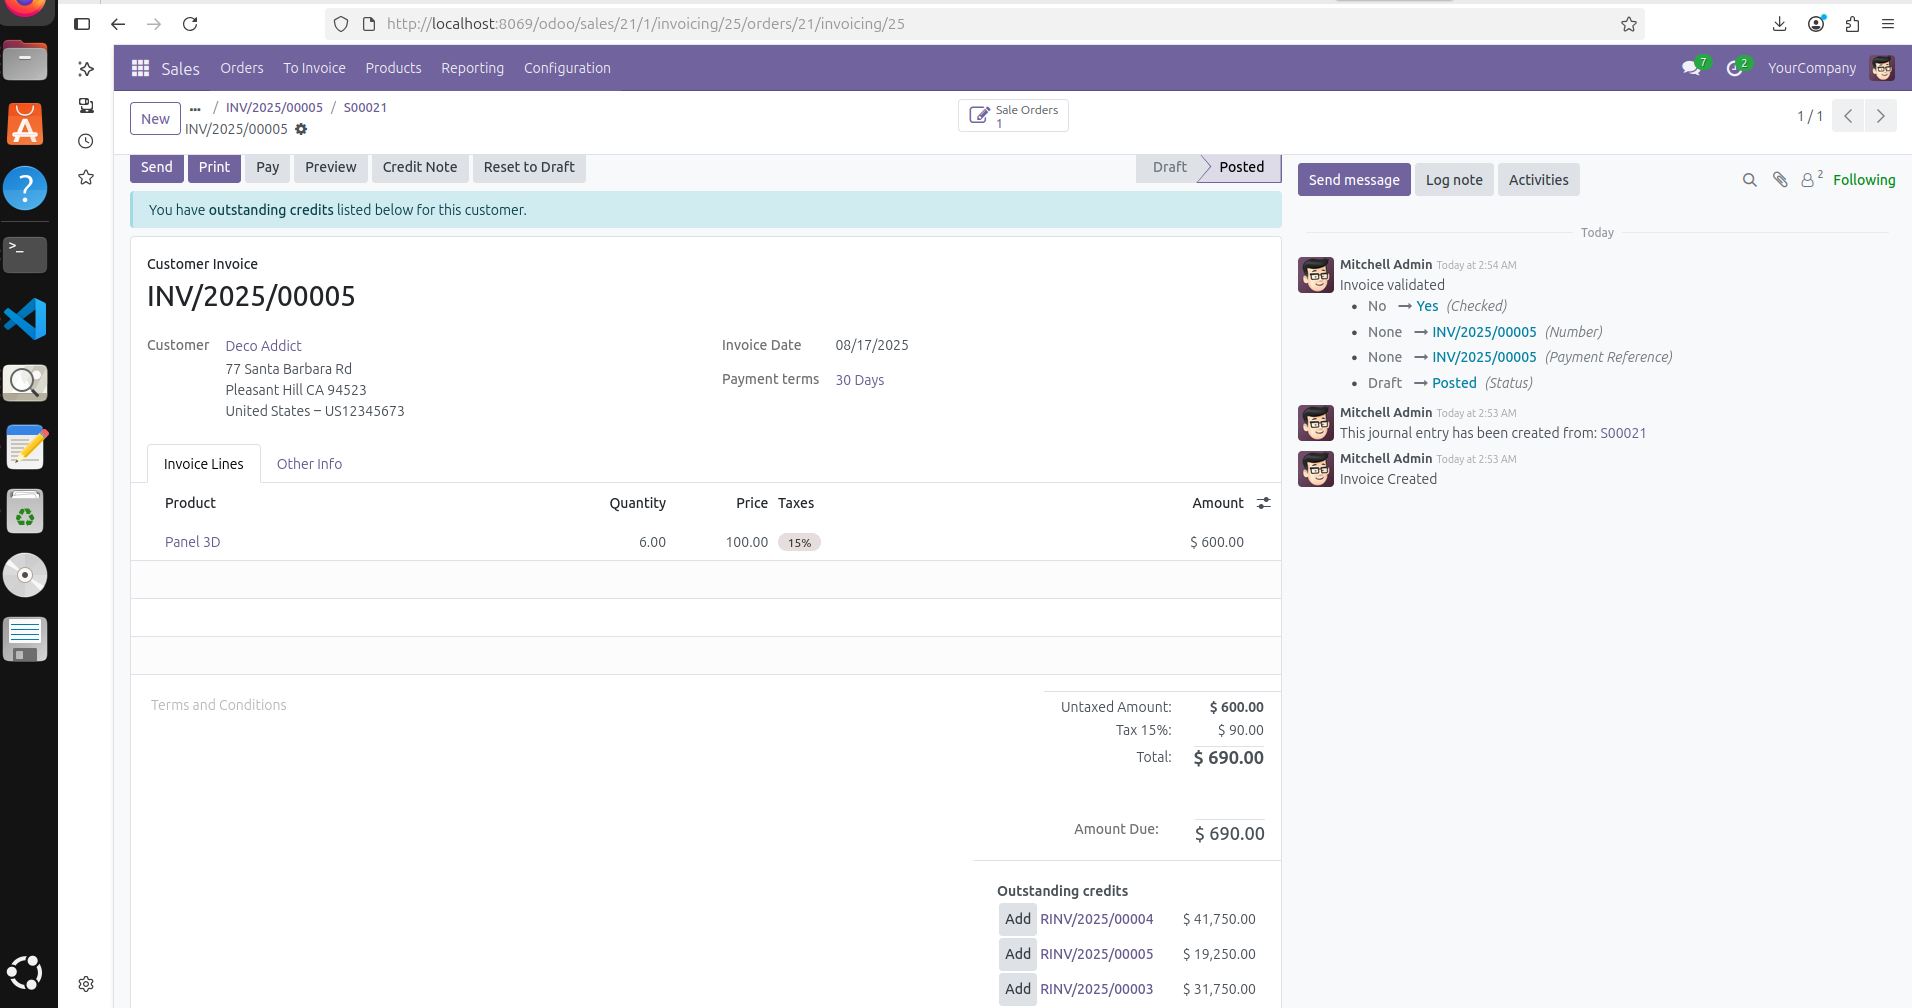 http://localhost:8069/odoo/sales/21/1/invoicing/25/orders/21/invoicing/25
Sales
Orders
To Invoice
Products
Reporting
Configuration
7
2
YourCompany
New
... / INV/2025/00005 / S00021
INV/2025/00005
Sale Orders
1
1 / 1
Send
Print
Pay
Preview
Credit Note
Reset to Draft
Draft
Posted
Send message
Log note
Activities
2
Following
You have outstanding credits listed below for this customer.
Customer Invoice
INV/2025/00005
Customer
Deco Addict
77 Santa Barbara Rd
Pleasant Hill CA 94523
United States – US12345673
Invoice Date
08/17/2025
Payment terms
30 Days
Invoice Lines
Other Info
Product
Quantity
Price
Taxes
Amount
Panel 3D
6.00
100.00
15%
$ 600.00
Terms and Conditions
Untaxed Amount: $ 600.00
Tax 15%: $ 90.00
Total: $ 690.00
Amount Due: $ 690.00
Outstanding credits
Add RINV/2025/00004 $ 41,750.00
Add RINV/2025/00005 $ 19,250.00
Add RINV/2025/00003 $ 31,750.00
Today
Mitchell Admin Today at 2:54 AM
Invoice validated
No → Yes (Checked)
None → INV/2025/00005 (Number)
None → INV/2025/00005 (Payment Reference)
Draft → Posted (Status)
Mitchell Admin Today at 2:53 AM
This journal entry has been created from: S00021
Mitchell Admin Today at 2:53 AM
Invoice Created